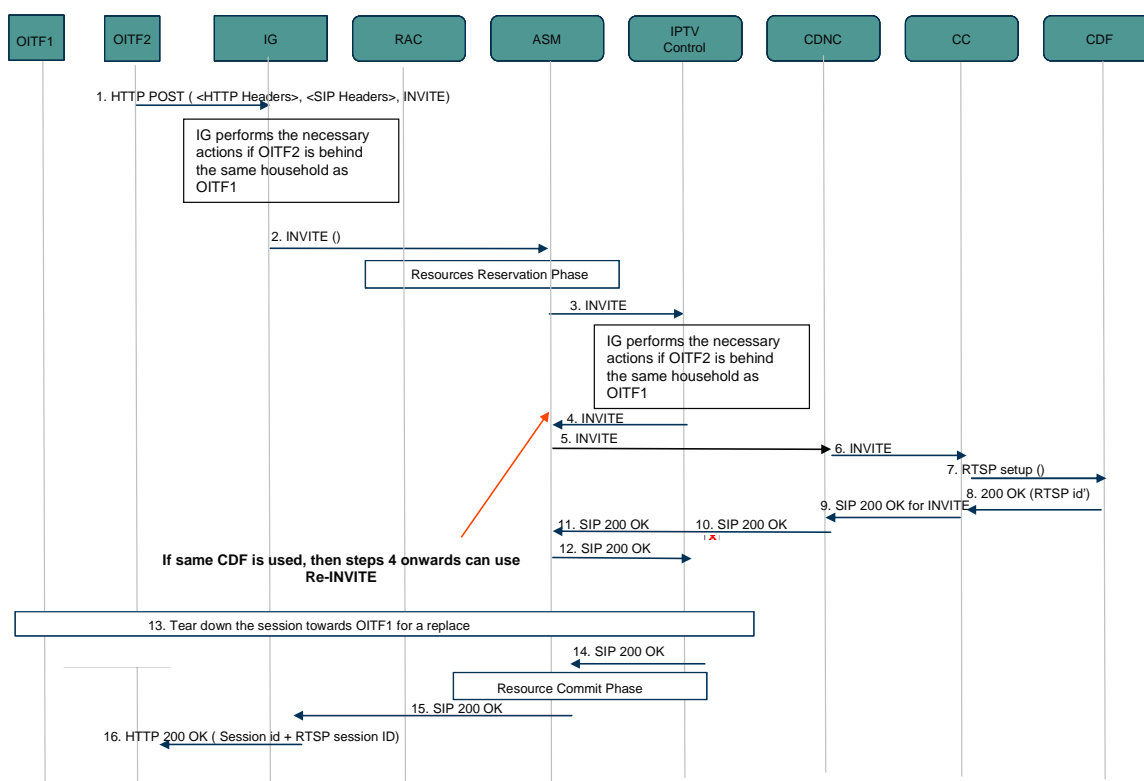 OITF1
OITF2
IG
RAC
ASM
IPTV
Control
CDNC
CC
CDF
1. HTTP POST ( <HTTP Headers>, <SIP Headers>, INVITE)
IG performs the necessary
actions if OITF2 is behind
the same household as
OITF1
2. INVITE ()
Resources Reservation Phase
3. INVITE
IG performs the necessary
actions if OITF2 is behind
the same household as
OITF1
4. INVITE
5. INVITE
6. INVITE
7. RTSP setup ()
8. 200 OK (RTSP id')
9. SIP 200 OK for INVITE
11. SIP 200 OK
10. SIP 200 OK
x
12. SIP 200 OK
If same CDF is used, then steps 4 onwards can use
Re-INVITE
13. Tear down the session towards OITF1 for a replace
14. SIP 200 OK
Resource Commit Phase
15. SIP 200 OK
16. HTTP 200 OK ( Session id + RTSP session ID)